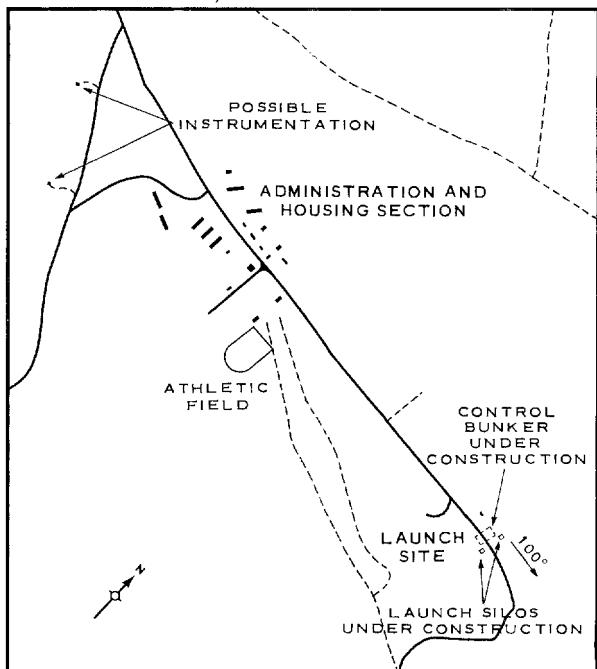 POSSIBLE
INSTRUMENTATION
ADMINISTRATION AND
HOUSING SECTION
ATHLETIC
FIELD
CONTROL
BUNKER
UNDER
CONSTRUCTION
LAUNCH
SITE
100°
LAUNCH SILOS
UNDER CONSTRUCTION
N